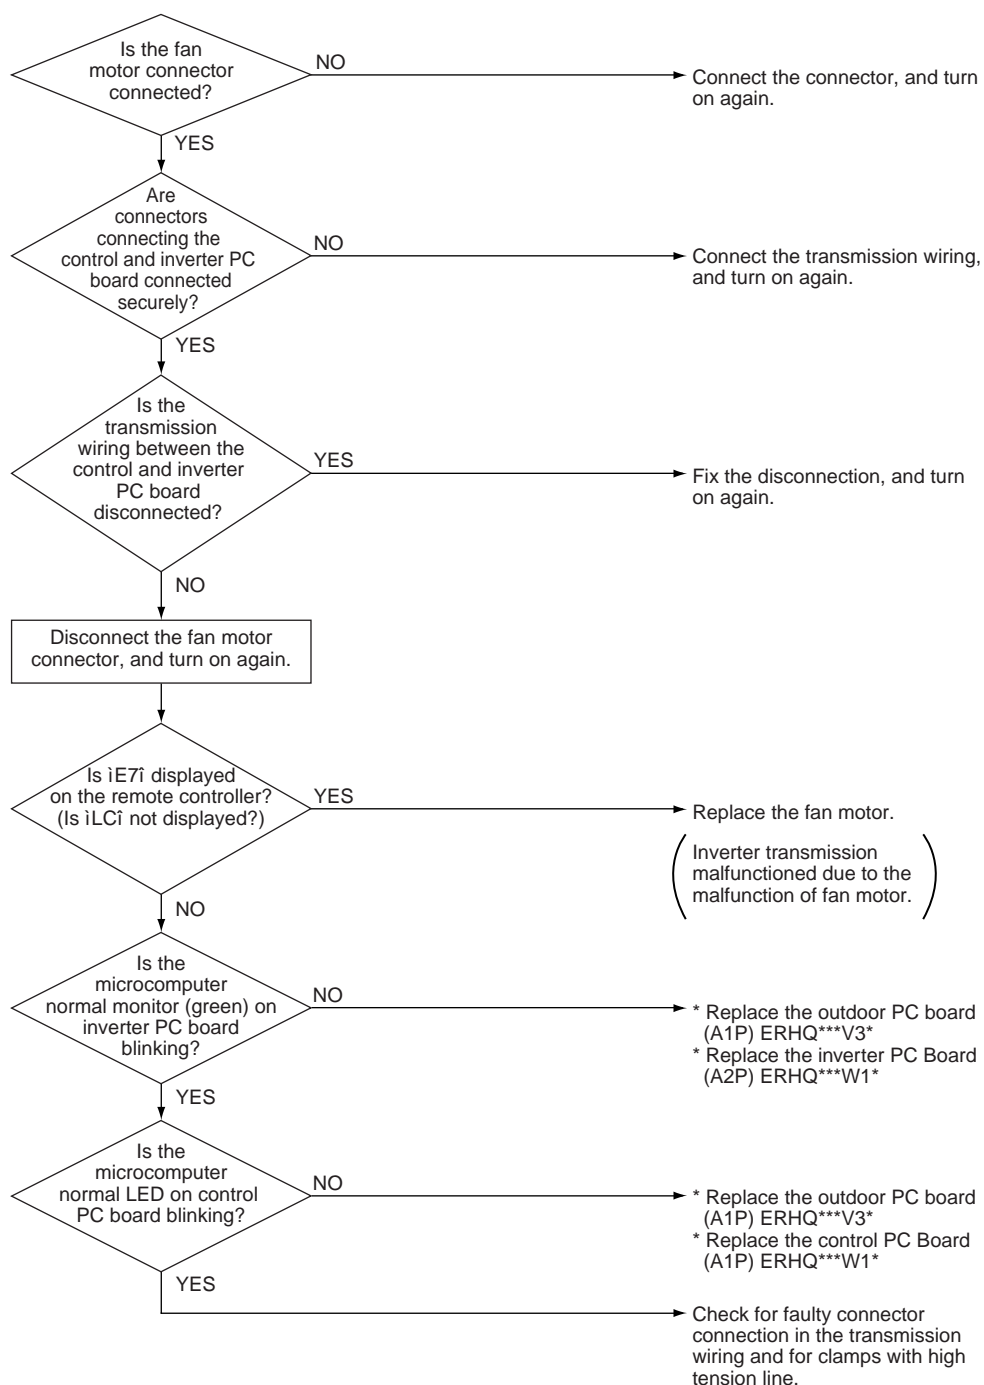 Is the fan
motor connector
connected?
NO
Connect the connector, and turn
on again.
YES
Are
connectors
connecting the
control and inverter PC
board connected
securely?
NO
Connect the transmission wiring,
and turn on again.
YES
Is the
transmission
wiring between the
control and inverter
PC board
disconnected?
YES
Fix the disconnection, and turn
on again.
NO
Disconnect the fan motor
connector, and turn on again.
Is ìE7î displayed
on the remote controller?
(Is ìLCî not displayed?)
YES
Replace the fan motor.
Inverter transmission
malfunctioned due to the
malfunction of fan motor.
NO
Is the
microcomputer
normal monitor (green) on
inverter PC board
blinking?
NO
* Replace the outdoor PC board
(A1P) ERHQ***V3*
* Replace the inverter PC Board
(A2P) ERHQ***W1*
YES
Is the
microcomputer
normal LED on control
PC board blinking?
NO
* Replace the outdoor PC board
(A1P) ERHQ***V3*
* Replace the control PC Board
(A1P) ERHQ***W1*
YES
Check for faulty connector
connection in the transmission
wiring and for clamps with high
tension line.